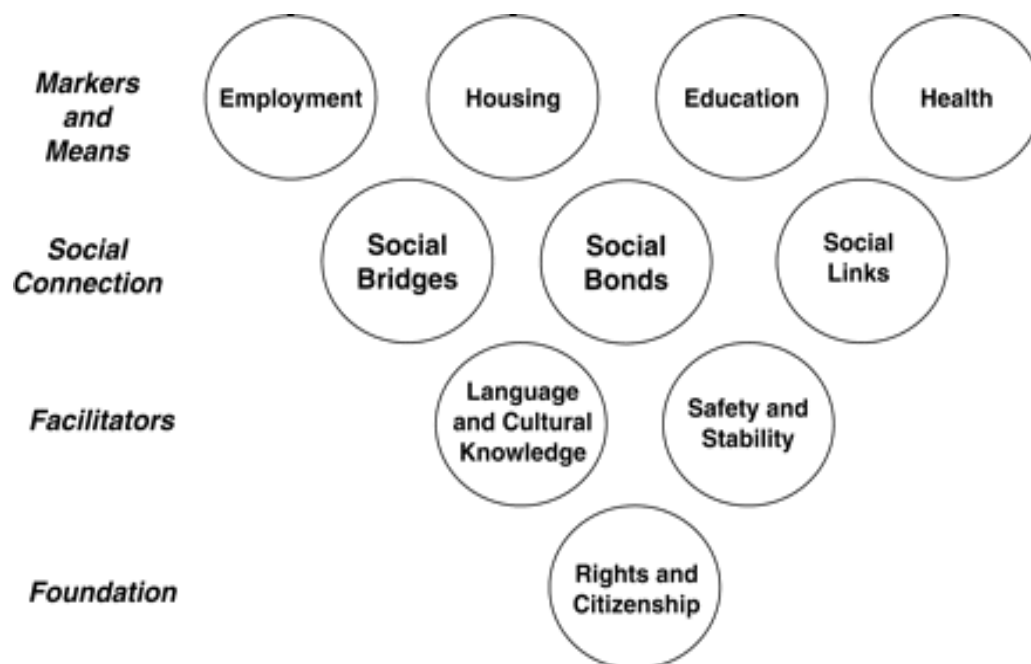 Markers
and
Means
Employment
Housing
Education
Health
Social
Connection
Social
Bridges
Social
Bonds
Social
Links
Facilitators
Language
and Cultural
Knowledge
Safety and
Stability
Foundation
Rights and
Citizenship